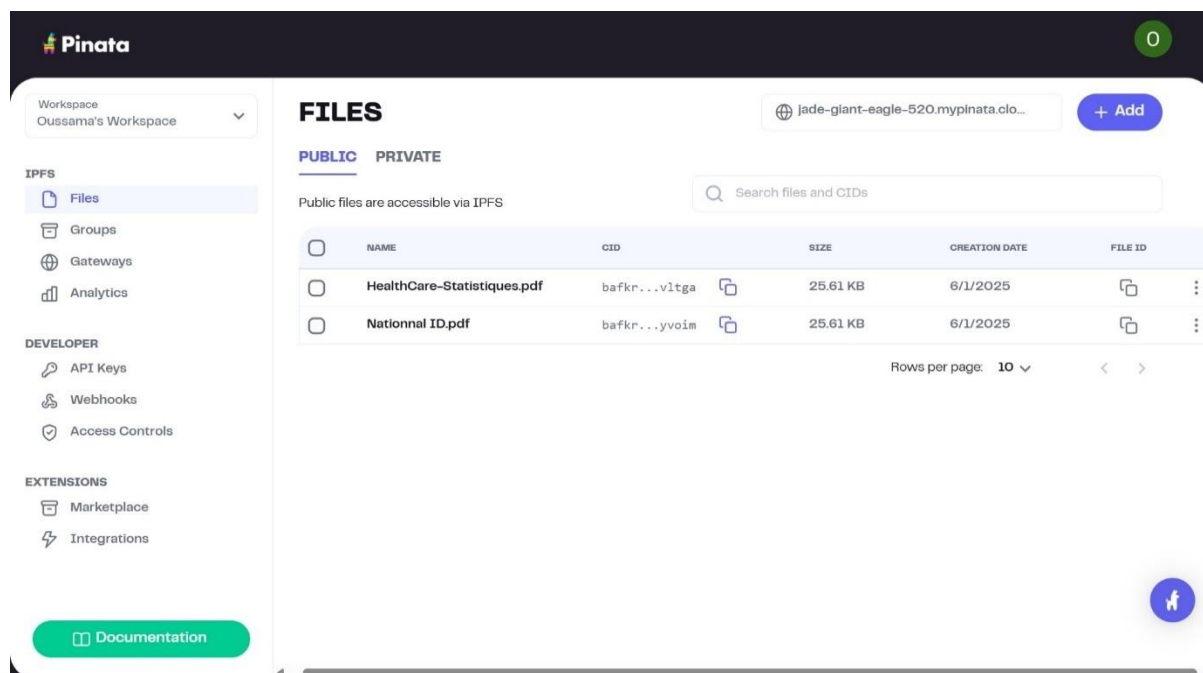 Pinata
O
Workspace
Oussama's Workspace
IPFS
Files
Groups
Gateways
Analytics
DEVELOPER
API Keys
Webhooks
Access Controls
EXTENSIONS
Marketplace
Integrations
Documentation
FILES
jade-giant-eagle-520.mypinata.clo...
+ Add
PUBLIC PRIVATE
Public files are accessible via IPFS
Search files and CIDs
NAME CID SIZE CREATION DATE FILE ID
HealthCare-Statistiques.pdf bafkr...vltga 25.61 KB 6/1/2025
Nationnal ID.pdf bafkr...yvoim 25.61 KB 6/1/2025
Rows per page: 10